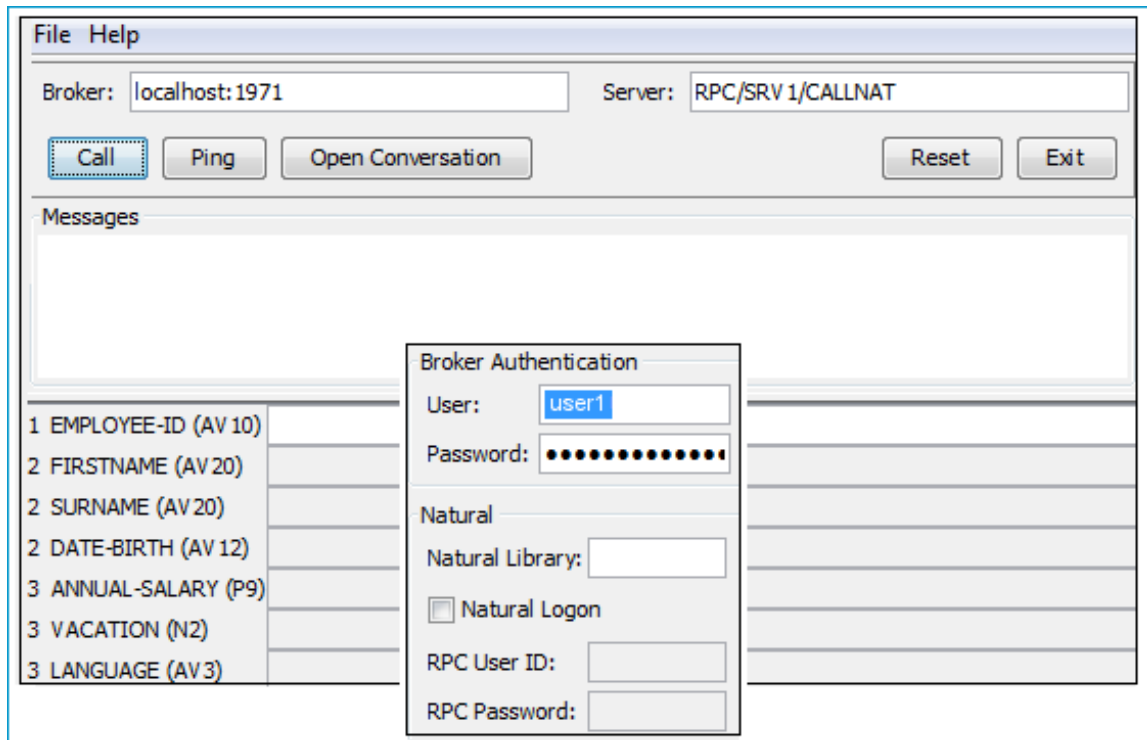 File Help
Broker: localhost:1971 Server: RPC/SRV1/CALLNAT
Call Ping Open Conversation Reset Exit
Messages
Broker Authentication
User: user1
Password: •••••••••••••
Natural
Natural Library:
Natural Logon
RPC User ID:
RPC Password:
1 EMPLOYEE-ID (AV10)
2 FIRSTNAME (AV20)
2 SURNAME (AV20)
2 DATE-BIRTH (AV12)
3 ANNUAL-SALARY (P9)
3 VACATION (N2)
3 LANGUAGE (AV3)